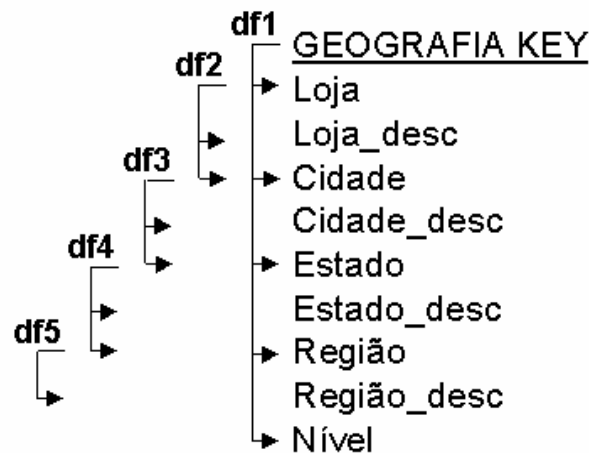 df1
GEOGRAFIA KEY
df2
Loja
Loja_desc
df3
Cidade
Cidade_desc
df4
Estado
Estado_desc
df5
Região
Região_desc
Nível